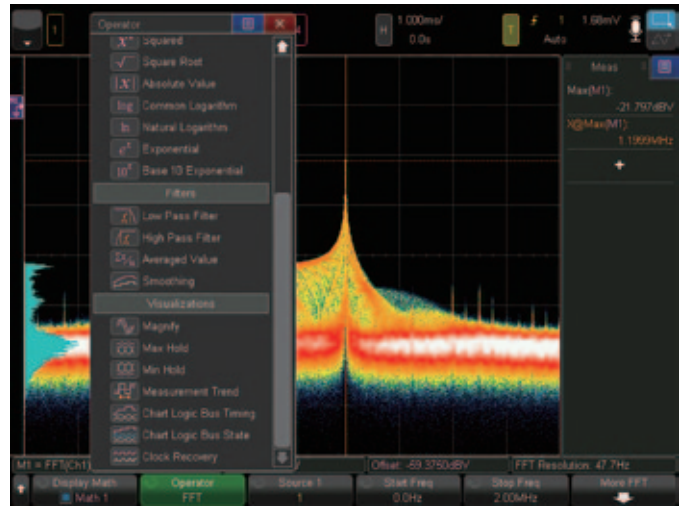 Operator
1
H
1.000ms/
0.0s
T
1
1.68mV
Auto
Squared
Square Root
Absolute Value
Common Logarithm
Natural Logarithm
Exponential
Base 10 Exponential
Filters
Low Pass Filter
High Pass Filter
Averaged Value
Smoothing
Visualizations
Magnify
Max Hold
Min Hold
Measurement Trend
Chart Logic Bus Timing
Chart Logic Bus State
Clock Recovery
Meas
Max(M1):
-21.797dBV
X@Max(M1):
1.1999MHz
M1 = FFT(Ch1)
Offset: -69.3750dBV
FFT Resolution: 47.7Hz
Display Math
Math 1
Operator
FFT
Source 1
1
Start Freq
0.0Hz
Stop Freq
2.00MHz
More FFT